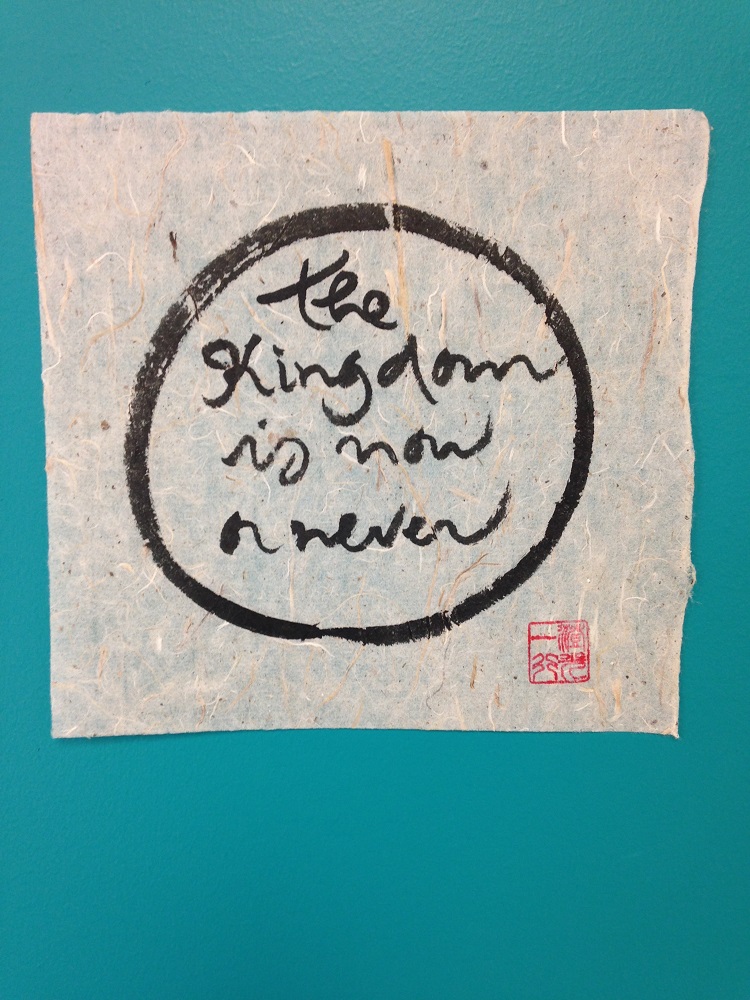 the
Kingdom
is now
or never